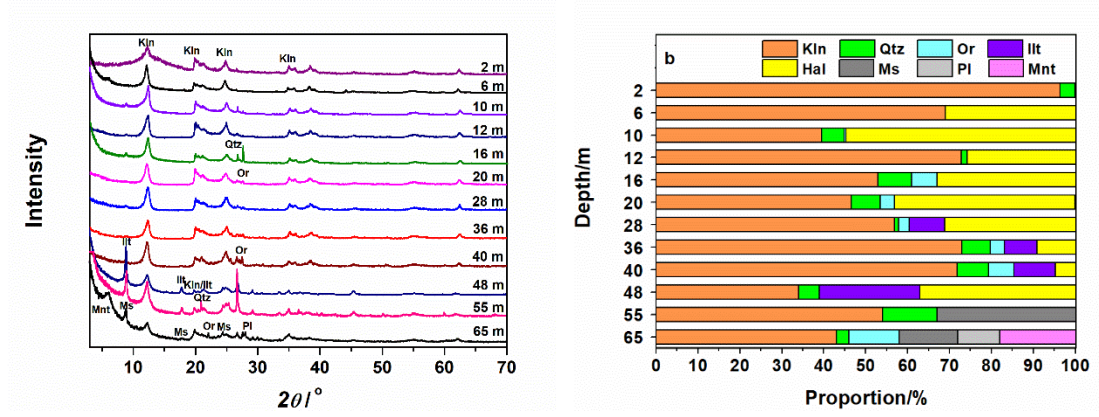 Kln
Kln
Kln
Kln
2 m
6 m
10 m
12 m
Qtz
16 m
Or
20 m
28 m
36 m
Or
40 m
Ilt
Ilt
Kln/Ilt
48 m
Qtz
55 m
Mnt
Ms
Ms
Or
Ms
Pl
65 m
10 20 30 40 50 60 70
2θ / °
Intensity
b
Kln Qtz Or Ilt
Hal Ms Pl Mnt
2
6
10
12
16
20
28
36
40
48
55
65
0 10 20 30 40 50 60 70 80 90 100
Proportion/%
Depth/m